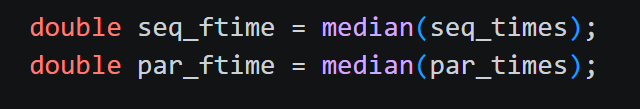 double seq_ftime = median(seq_times);
double par_ftime = median(par_times);